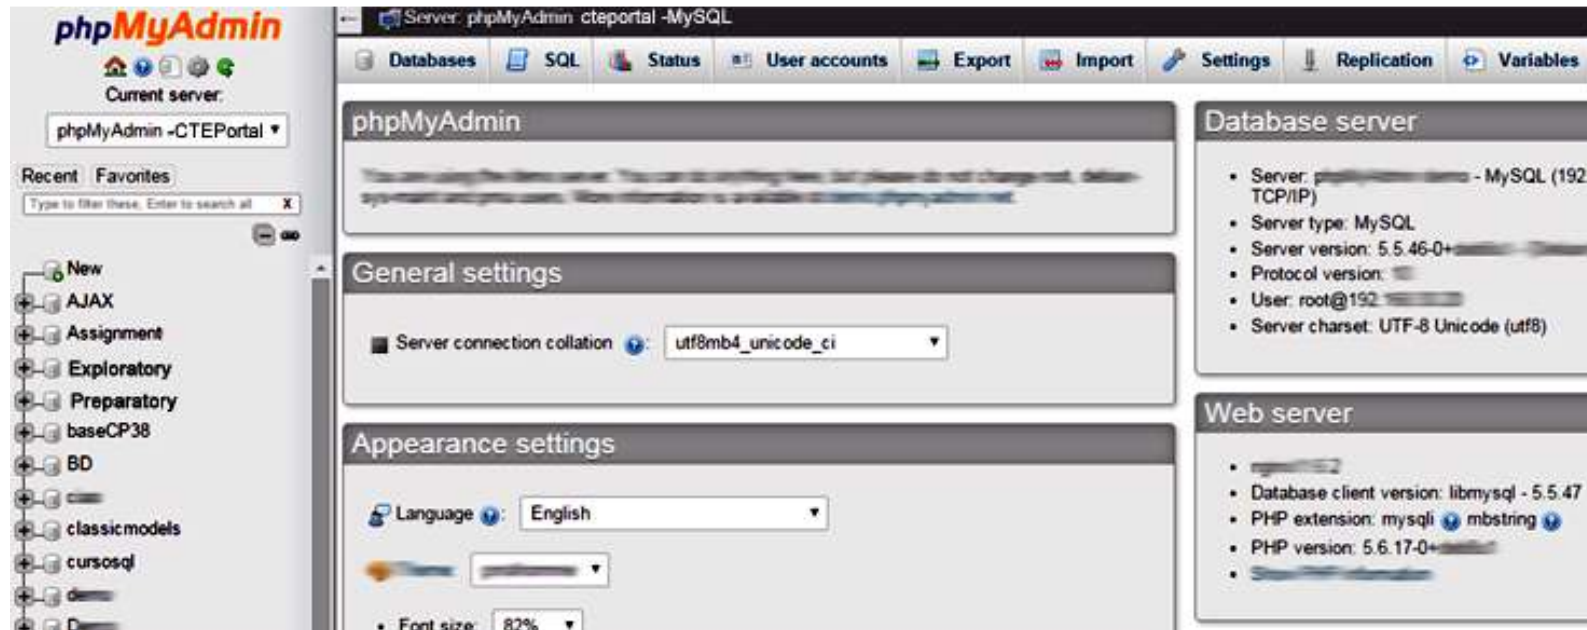 phpMyAdmin
Current server:
phpMyAdmin -CTEPortal
Recent Favorites
Type to filter these, Enter to search all X
New
AJAX
Assignment
Exploratory
Preparatory
baseCP38
BD
classicmodels
cursosql
Server: phpMyAdmin cteportal -MySQL
Databases SQL Status User accounts Export Import Settings Replication Variables
phpMyAdmin
General settings
Server connection collation : utf8mb4_unicode_ci
Appearance settings
Language : English
Font size: 82%
Database server
Server: - MySQL (192
TCP/IP)
Server type: MySQL
Server version: 5.5.46-0+
Protocol version:
User: root@192
Server charset: UTF-8 Unicode (utf8)
Web server
Database client version: libmysql - 5.5.47
PHP extension: mysqli mbstring
PHP version: 5.6.17-0+